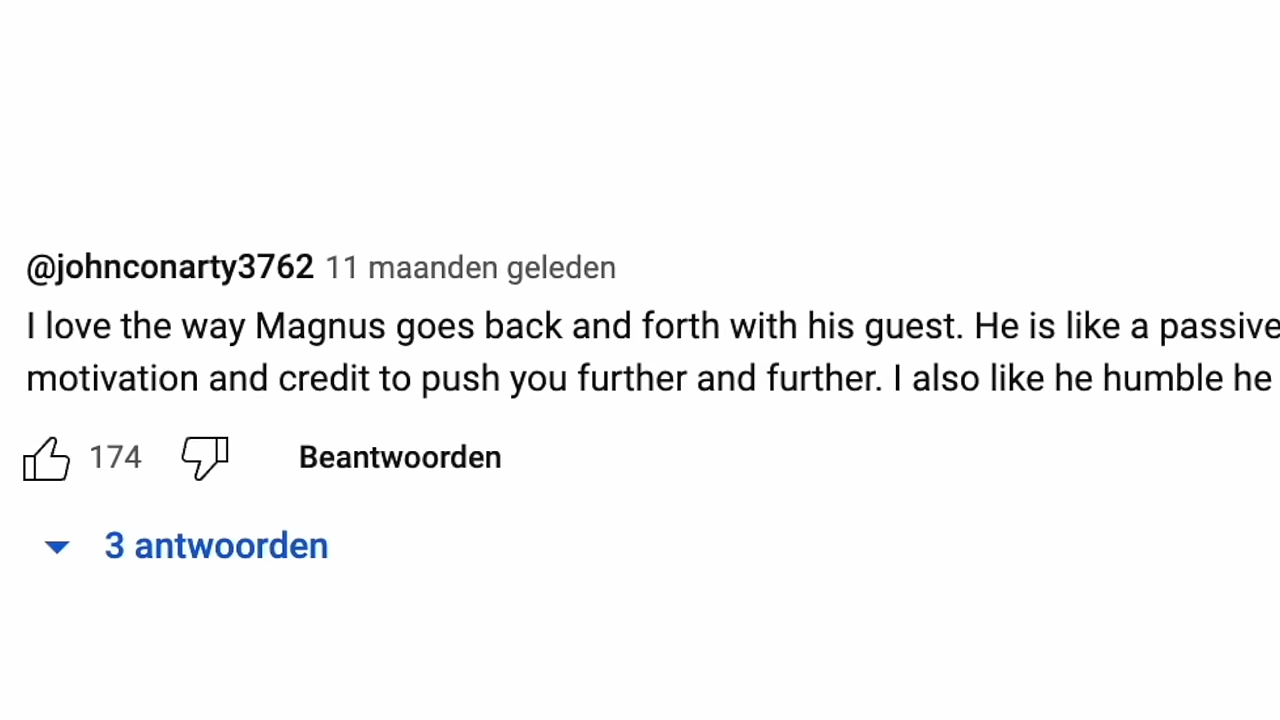 @johnconarty3762 11 maanden geleden
I love the way Magnus goes back and forth with his guest. He is like a passive
motivation and credit to push you further and further. I also like he humble he
174 Beantwoorden
3 antwoorden